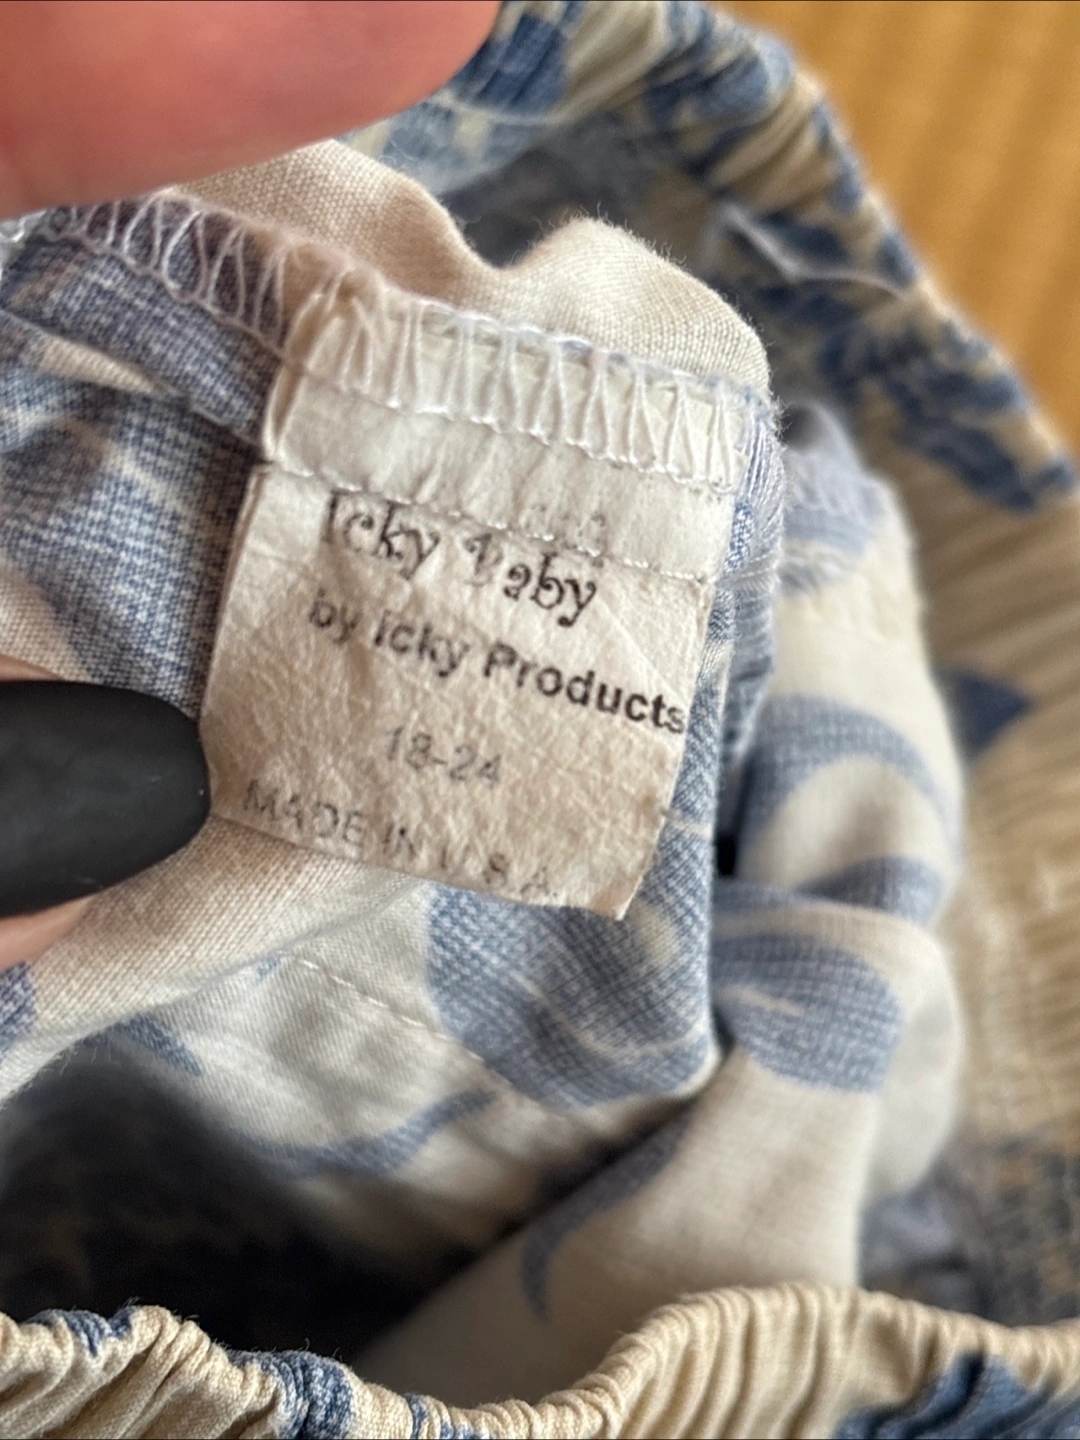 Icky Baby
by Icky Products
18-24
MADE IN U.S.A.